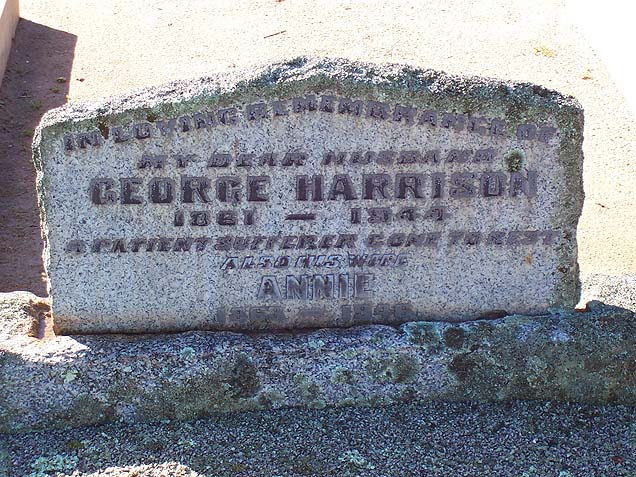 IN LOVING REMEMBRANCE OF
MY DEAR HUSBAND
GEORGE HARRISON
1861 — 1944
A PATIENT SUFFERER GONE TO REST
ALSO HIS WIFE
ANNIE